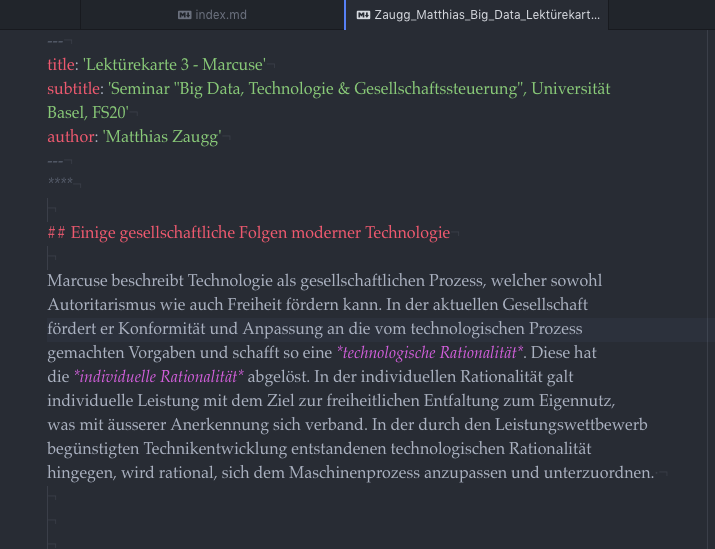 index.md
Zaugg_Matthias_Big_Data_Lektürekart...
---
title: 'Lektürekarte 3 - Marcuse'
subtitle: 'Seminar "Big Data, Technologie & Gesellschaftssteuerung", Universität
Basel, FS20'
author: 'Matthias Zaugg'
---
****
## Einige gesellschaftliche Folgen moderner Technologie
Marcuse beschreibt Technologie als gesellschaftlichen Prozess, welcher sowohl
Autoritarismus wie auch Freiheit fördern kann. In der aktuellen Gesellschaft
fördert er Konformität und Anpassung an die vom technologischen Prozess
gemachten Vorgaben und schafft so eine *technologische Rationalität*. Diese hat
die *individuelle Rationalität* abgelöst. In der individuellen Rationalität galt
individuelle Leistung mit dem Ziel zur freiheitlichen Entfaltung zum Eigennutz,
was mit äusserer Anerkennung sich verband. In der durch den Leistungswettbewerb
begünstigten Technikentwicklung entstandenen technologischen Rationalität
hingegen, wird rational, sich dem Maschinenprozess anzupassen und unterzuordnen.